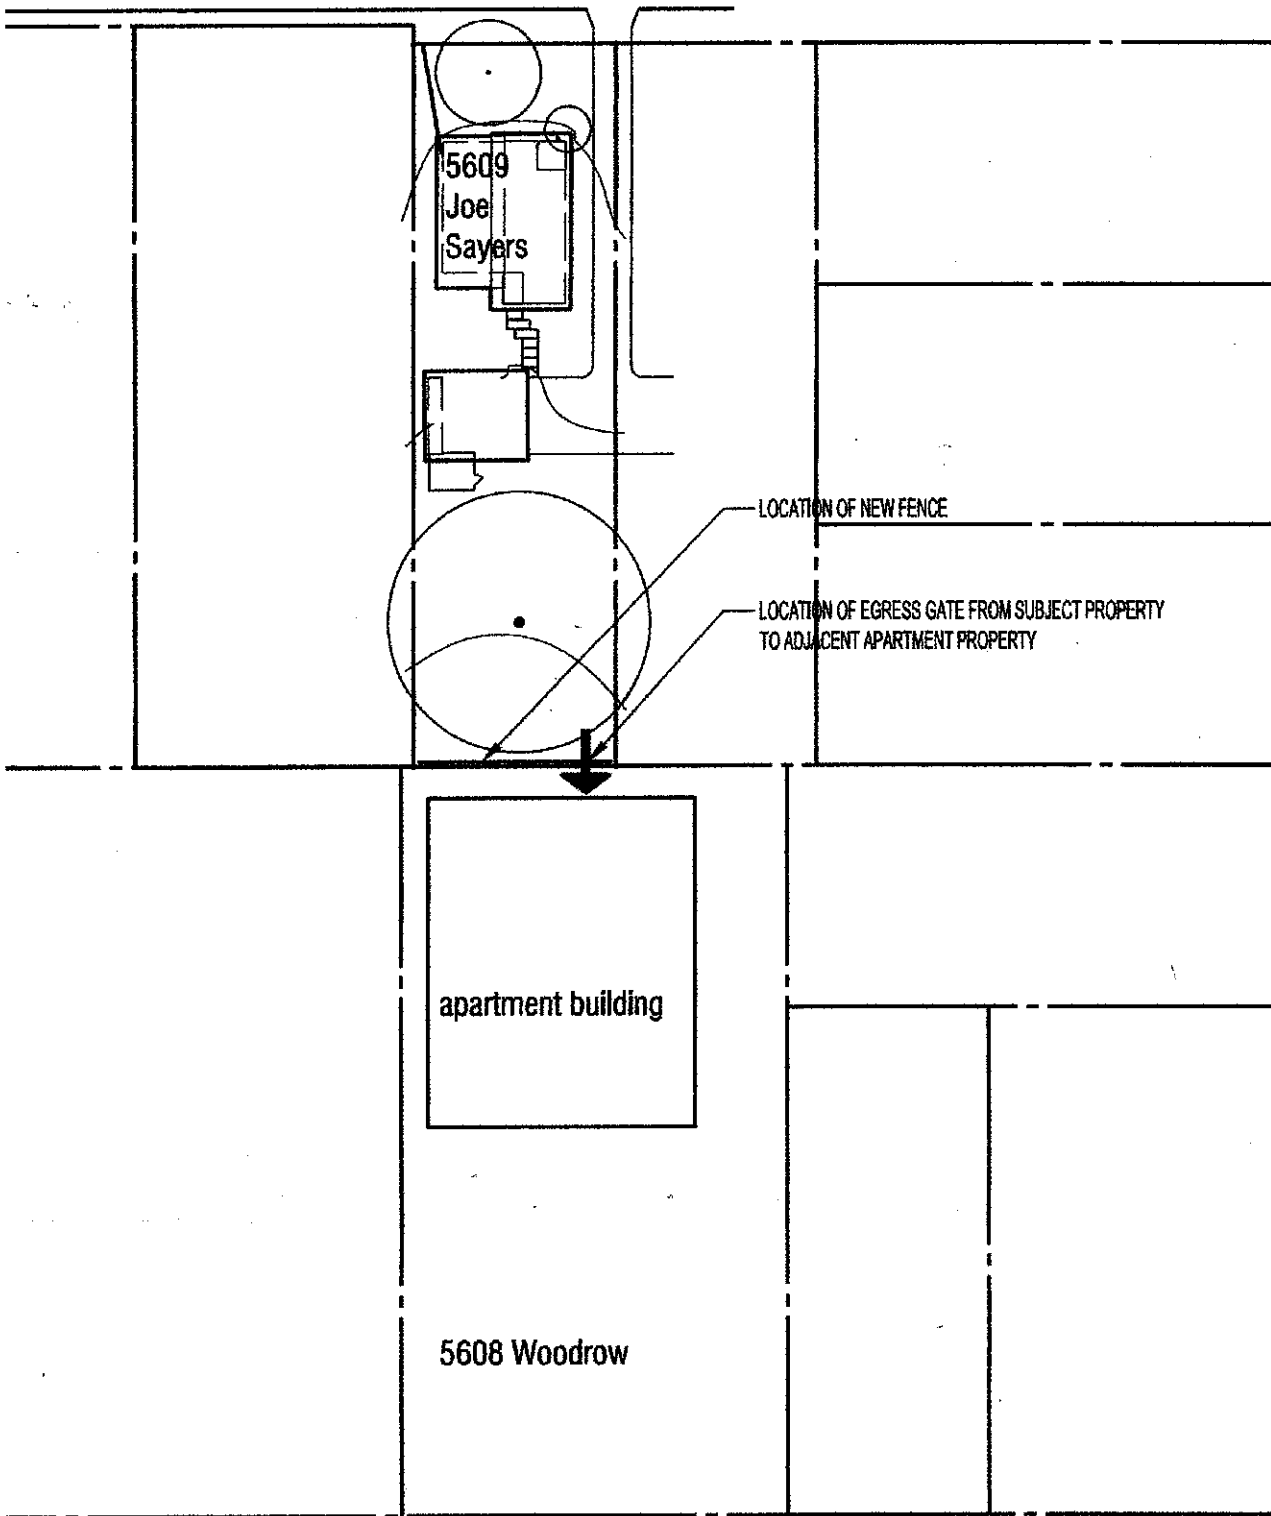 5609
Joe
Sayers
LOCATION OF NEW FENCE
LOCATION OF EGRESS GATE FROM SUBJECT PROPERTY
TO ADJACENT APARTMENT PROPERTY
apartment building
5608 Woodrow